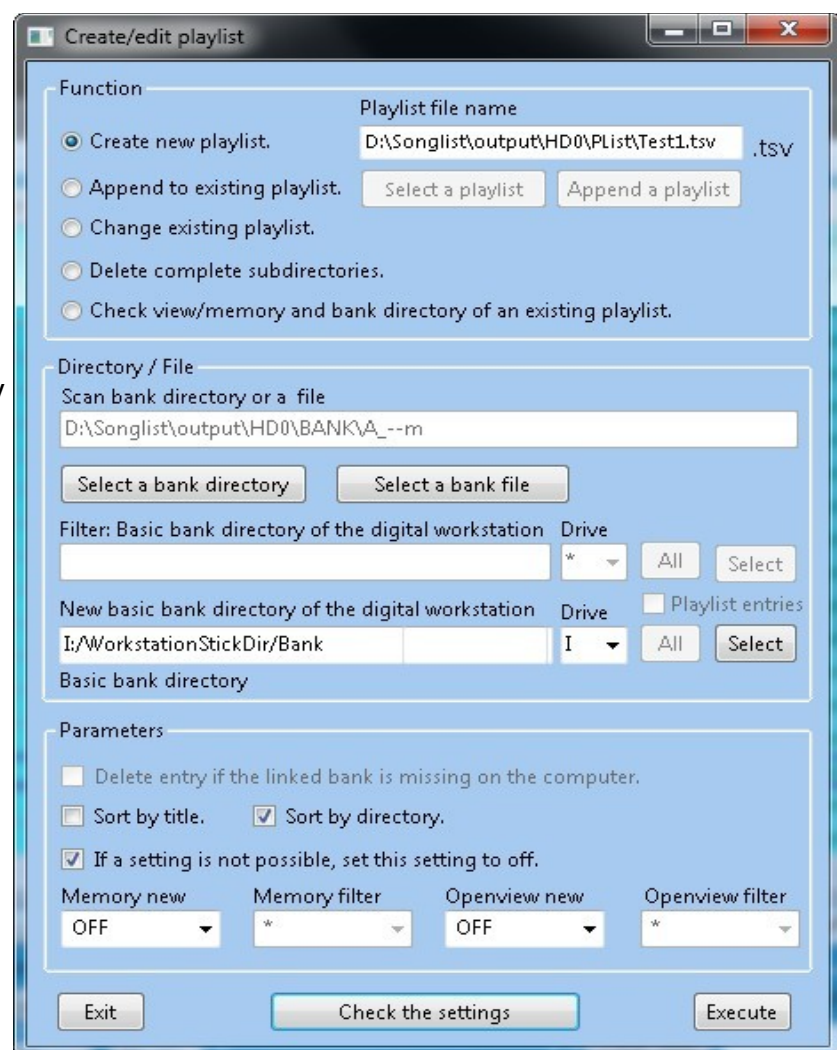 Create/edit playlist
Function
Playlist file name
Create new playlist. D:\Songlist\output\HD0\PList\Test1.tsv .tsv
Append to existing playlist. Select a playlist Append a playlist
Change existing playlist.
Delete complete subdirectories.
Check view/memory and bank directory of an existing playlist.
Directory / File
Scan bank directory or a file
D:\Songlist\output\HD0\BANK\A_--m
Select a bank directory Select a bank file
Filter: Basic bank directory of the digital workstation Drive
* All Select
New basic bank directory of the digital workstation Drive Playlist entries
I:/WorkstationStickDir/Bank I All Select
Basic bank directory
Parameters
Delete entry if the linked bank is missing on the computer.
Sort by title. Sort by directory.
If a setting is not possible, set this setting to off.
Memory new Memory filter Openview new Openview filter
OFF * OFF *
Exit Check the settings Execute